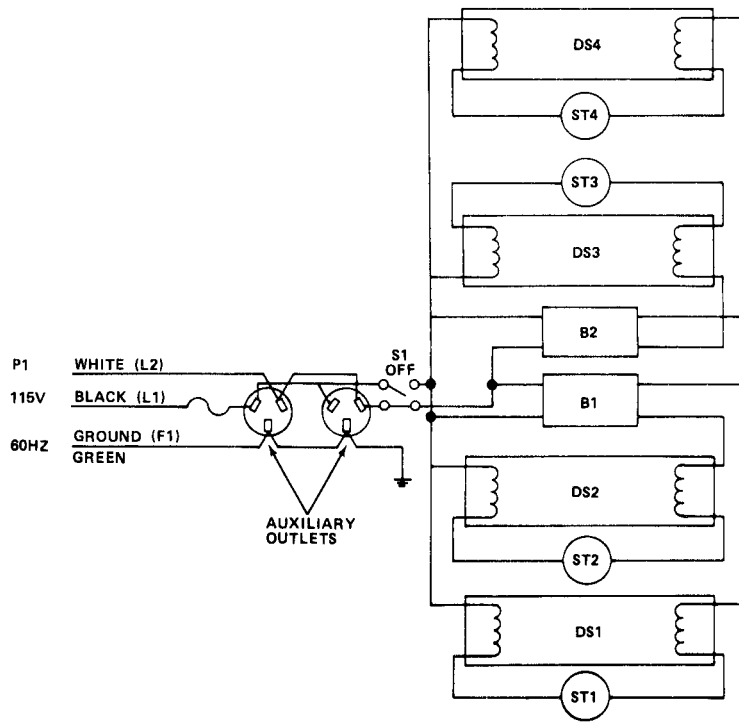 DS4
ST4
ST3
DS3
B2
S1
OFF
P1 WHITE (L2)
115V BLACK (L1)
B1
60HZ GROUND (F1)
GREEN
DS2
AUXILIARY
OUTLETS
ST2
DS1
ST1